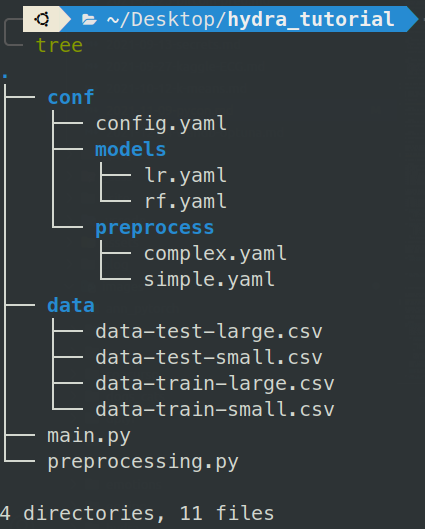 ~/Desktop/hydra_tutorial
tree
.
├── conf
│   ├── config.yaml
│   ├── models
│   │   ├── lr.yaml
│   │   └── rf.yaml
│   └── preprocess
│       ├── complex.yaml
│       └── simple.yaml
├── data
│   ├── data-test-large.csv
│   ├── data-test-small.csv
│   ├── data-train-large.csv
│   └── data-train-small.csv
├── main.py
└── preprocessing.py
4 directories, 11 files